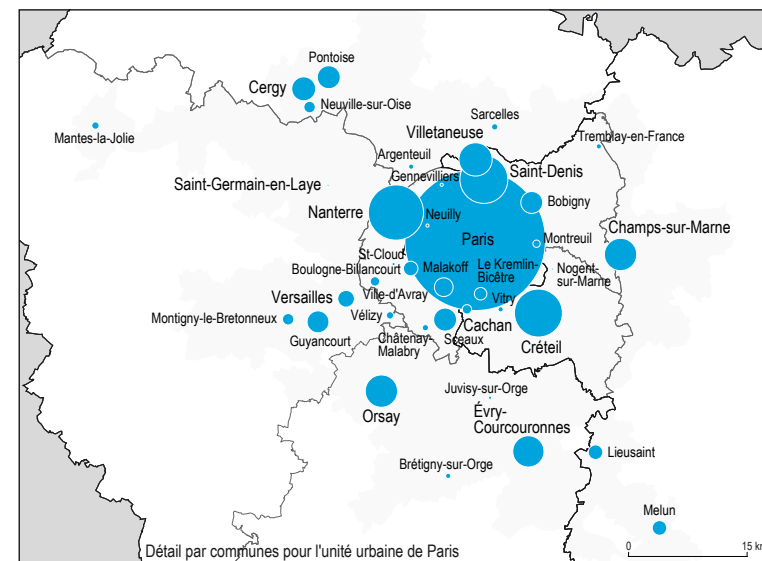 Pontoise
Cergy
Neuville-sur-Oise
Mantes-la-Jolie
Sarcelles
Villetaneuse
Tremblay-en-France
Argenteuil
Gennevilliers
Saint-Denis
Saint-Germain-en-Laye
Bobigny
Nanterre
Neuilly
Paris
Montreuil
Champs-sur-Marne
St-Cloud
Boulogne-Billancourt
Malakoff
Le Kremlin-
Bicêtre
Nogent-
sur-Marne
Versailles
Ville-d'Avray
Vitry
Montigny-le-Bretonneux
Vélizy
Guyancourt
Châtenay-
Malabry
Sceaux
Cachan
Créteil
Orsay
Juvisy-sur-Orge
Évry-
Courcouronnes
Brétigny-sur-Orge
Lieusaint
Melun
Détail par communes pour l'unité urbaine de Paris
0
15 km